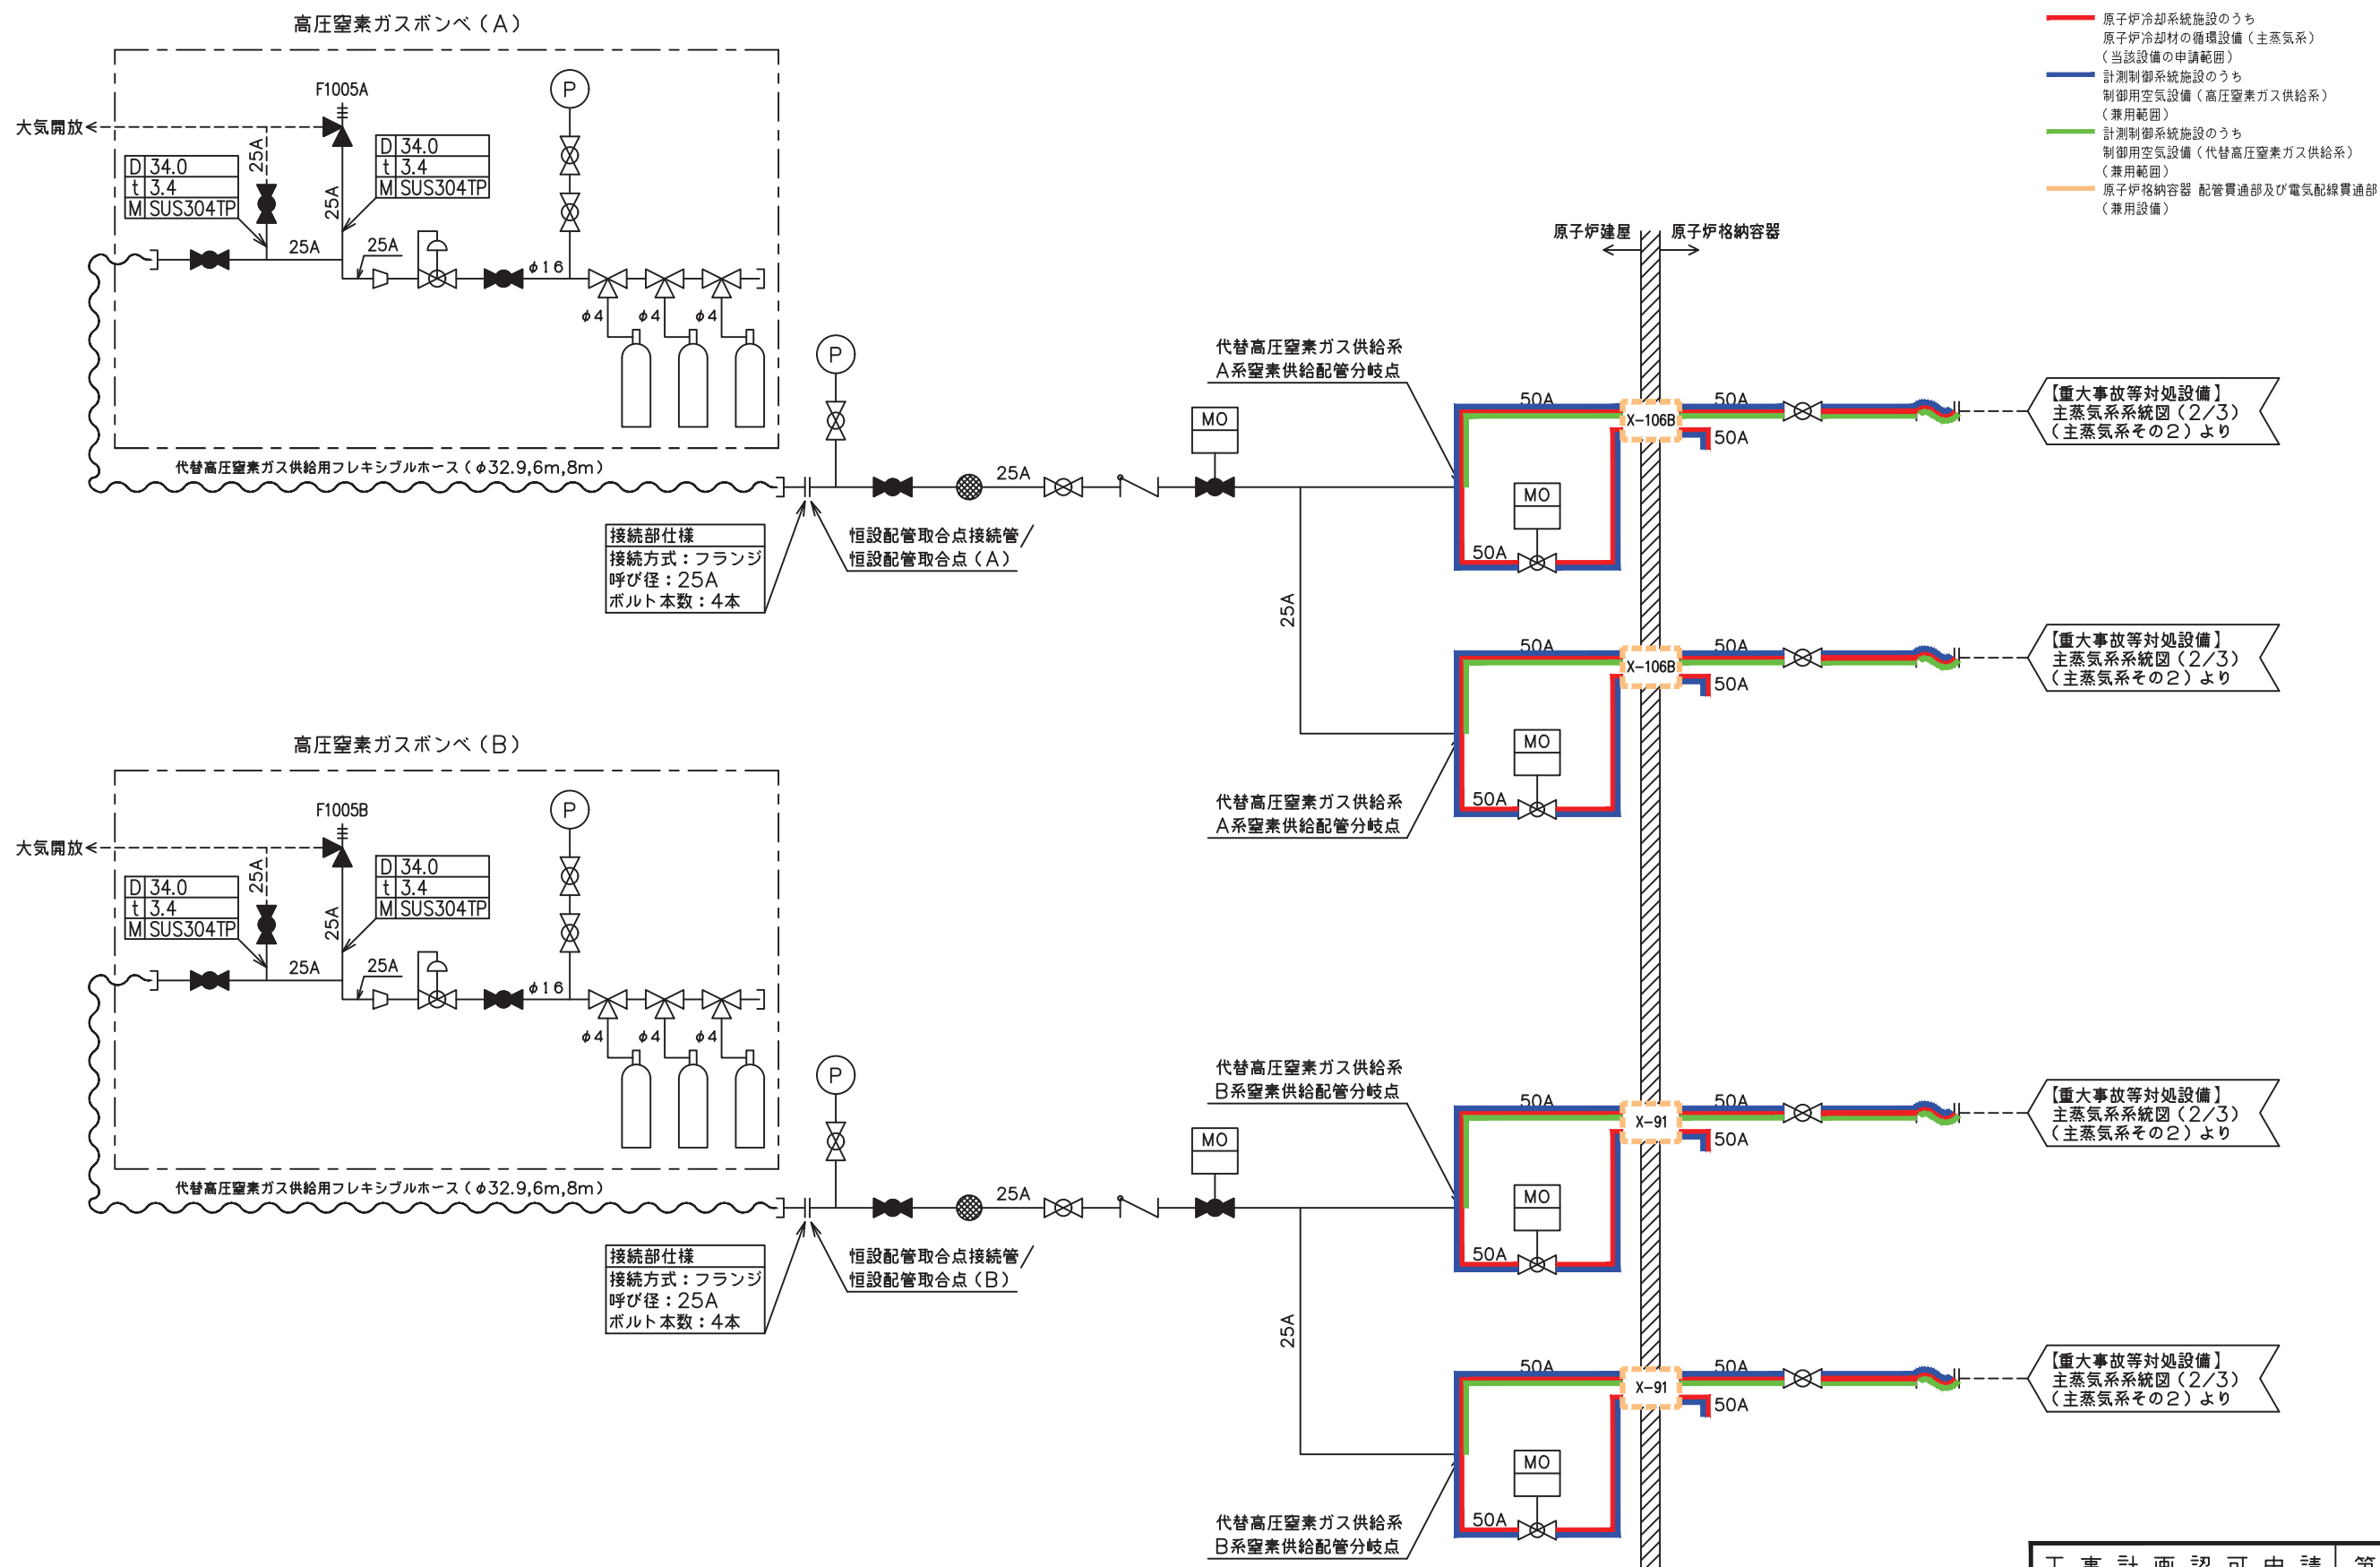 原子炉冷却系統施設のうち
原子炉冷却材の循環設備（主蒸気系）
（当該設備の申請範囲）
計測制御系統施設のうち
制御用空気設備（高圧窒素ガス供給系）
（兼用範囲）
計測制御系統施設のうち
制御用空気設備（代替高圧窒素ガス供給系）
（兼用範囲）
原子炉格納容器 配管貫通部及び電気配線貫通部
（兼用設備）
高圧窒素ガスボンベ（A）
F1005A
P
大気開放
25A
D 34.0
t 3.4
M SUS304TP
D 34.0
t 3.4
M SUS304TP
25A
25A
25A
φ16
φ4
φ4
φ4
代替高圧窒素ガス供給用フレキシブルホース（φ32.9,6m,8m）
P
25A
MO
接続部仕様
接続方式：フランジ
呼び径：25A
ボルト本数：4本
恒設配管取合点接続管/
恒設配管取合点（A）
原子炉建屋
原子炉格納容器
代替高圧窒素ガス供給系
A系窒素供給配管分岐点
50A
X-106B
50A
50A
MO
50A
【重大事故等対処設備】
主蒸気系系統図（2/3）
（主蒸気系その2）より
25A
50A
X-106B
50A
50A
MO
50A
【重大事故等対処設備】
主蒸気系系統図（2/3）
（主蒸気系その2）より
代替高圧窒素ガス供給系
A系窒素供給配管分岐点
高圧窒素ガスボンベ（B）
F1005B
P
大気開放
25A
D 34.0
t 3.4
M SUS304TP
D 34.0
t 3.4
M SUS304TP
25A
25A
25A
φ16
φ4
φ4
φ4
代替高圧窒素ガス供給用フレキシブルホース（φ32.9,6m,8m）
P
25A
MO
接続部仕様
接続方式：フランジ
呼び径：25A
ボルト本数：4本
恒設配管取合点接続管/
恒設配管取合点（B）
代替高圧窒素ガス供給系
B系窒素供給配管分岐点
50A
X-91
50A
50A
MO
50A
【重大事故等対処設備】
主蒸気系系統図（2/3）
（主蒸気系その2）より
25A
50A
X-91
50A
50A
MO
50A
【重大事故等対処設備】
主蒸気系系統図（2/3）
（主蒸気系その2）より
代替高圧窒素ガス供給系
B系窒素供給配管分岐点
工事計画認可申請